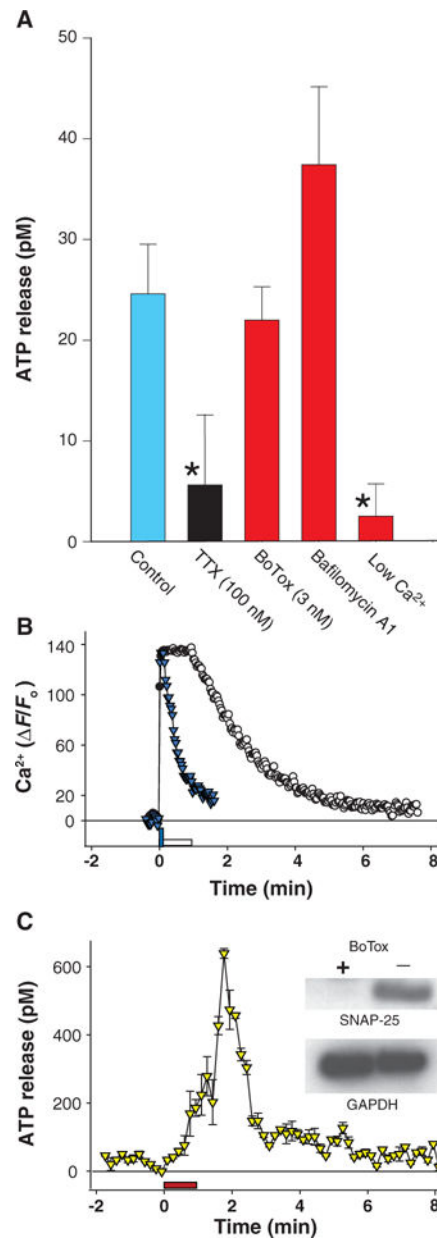 A
ATP release (pM)
50
40
30
20
10
0
*
*
Control
TTX (100 nM)
BoTox (3 nM)
Bafilomycin A1
Low Ca²⁺
B
Ca²⁺ (ΔF/Fₒ)
140
100
60
20
0
-2 0 2 4 6 8
Time (min)
C
ATP release (pM)
600
400
200
0
BoTox
+ −
SNAP-25
GAPDH
-2 0 2 4 6 8
Time (min)